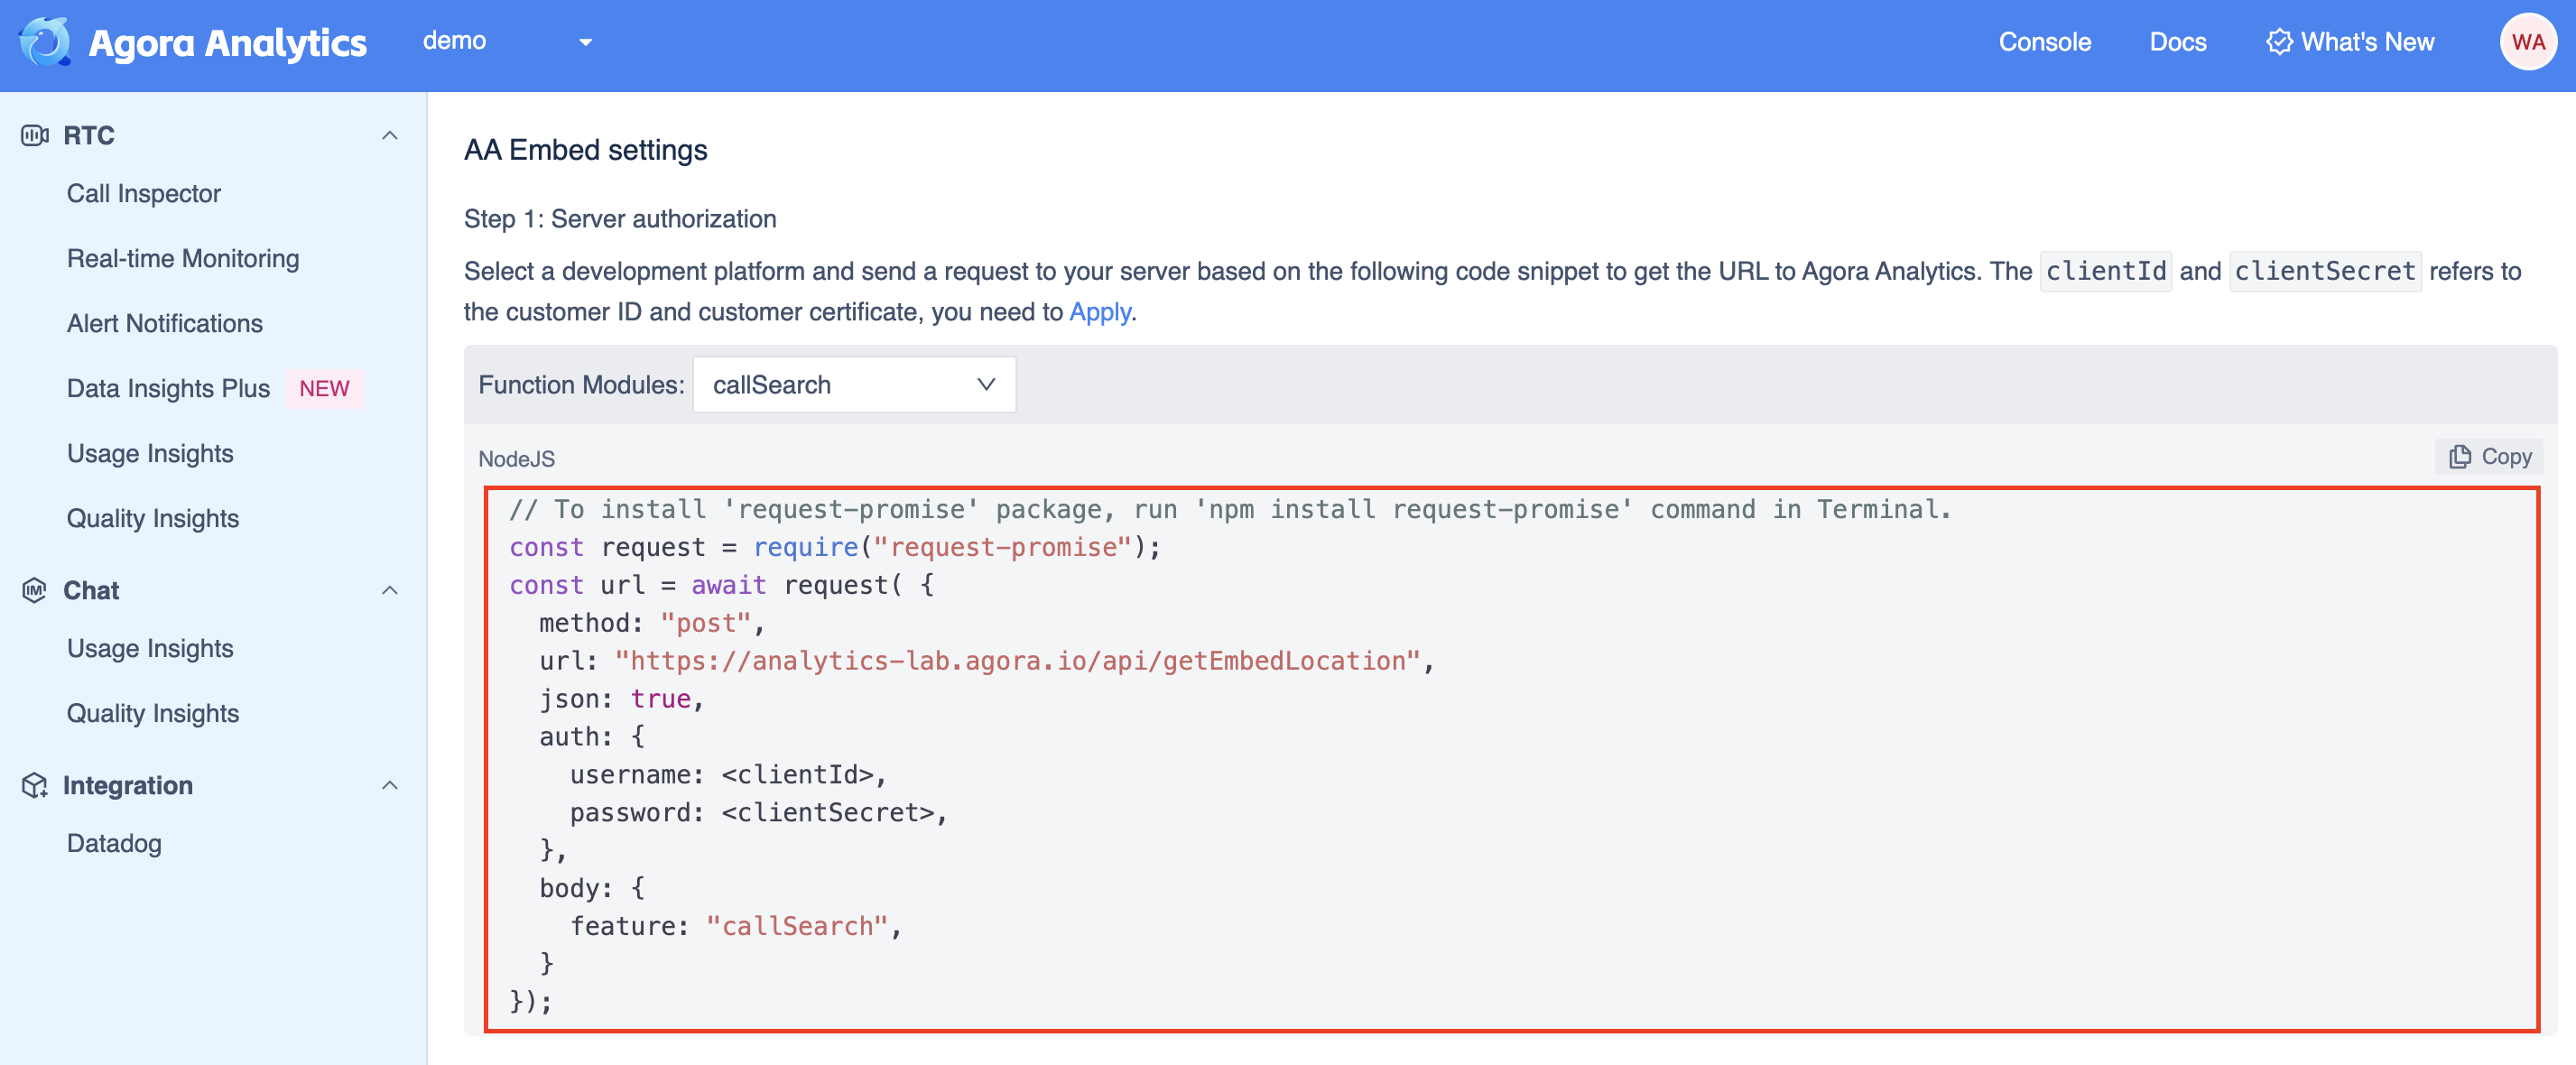 Agora Analytics
demo
Console
Docs
What's New
WA
RTC
Call Inspector
Real-time Monitoring
Alert Notifications
Data Insights Plus NEW
Usage Insights
Quality Insights
IM Chat
Usage Insights
Quality Insights
Integration
Datadog
AA Embed settings
Step 1: Server authorization
Select a development platform and send a request to your server based on the following code snippet to get the URL to Agora Analytics. The clientId and clientSecret refers to
the customer ID and customer certificate, you need to Apply.
Function Modules: callSearch
NodeJS
Copy
// To install 'request-promise' package, run 'npm install request-promise' command in Terminal.
const request = require("request-promise");
const url = await request( {
  method: "post",
  url: "https://analytics-lab.agora.io/api/getEmbedLocation",
  json: true,
  auth: {
    username: <clientId>,
    password: <clientSecret>,
  },
  body: {
    feature: "callSearch",
  }
});